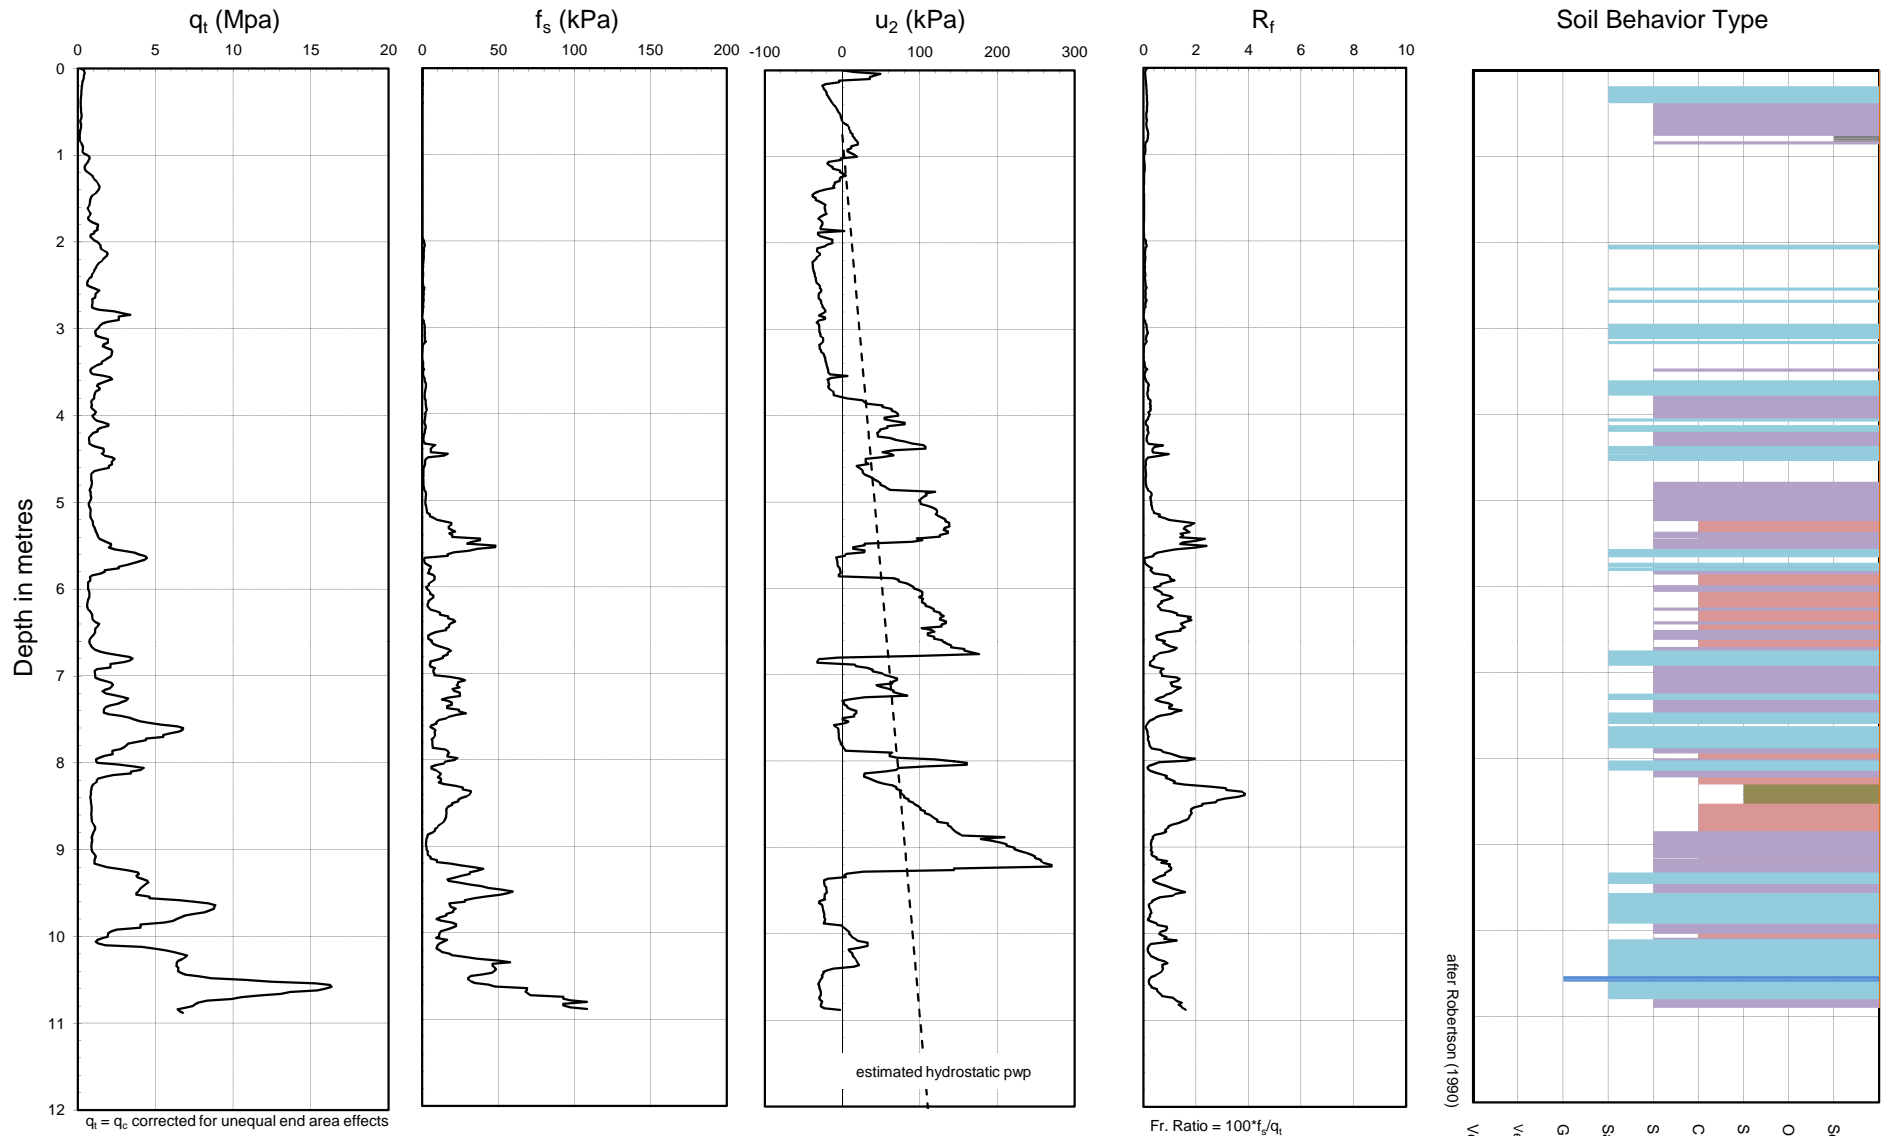 qt (Mpa)
fs (kPa)
u2 (kPa)
Rf
Soil Behavior Type
0 5 10 15 20
0 50 100 150 200
-100 0 100 200 300
0 2 4 6 8 10
0
1
2
3
4
5
6
7
8
9
10
11
12
Depth in metres
estimated hydrostatic pwp
after Robertson (1990)
qt = qc corrected for unequal end area effects
Fr. Ratio = 100*fs/qt